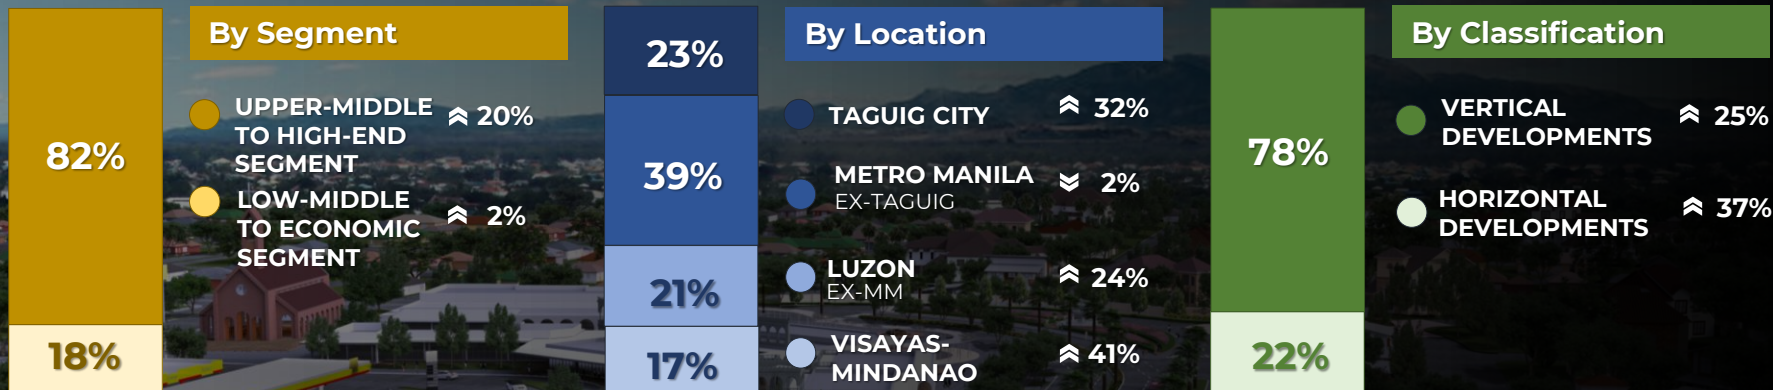 82%
18%
By Segment
UPPER-MIDDLE
TO HIGH-END
SEGMENT
20%
LOW-MIDDLE
TO ECONOMIC
SEGMENT
2%
23%
39%
21%
17%
By Location
TAGUIG CITY
32%
METRO MANILA
EX-TAGUIG
2%
LUZON
EX-MM
24%
VISAYAS-
MINDANAO
41%
78%
22%
By Classification
VERTICAL
DEVELOPMENTS
25%
HORIZONTAL
DEVELOPMENTS
37%